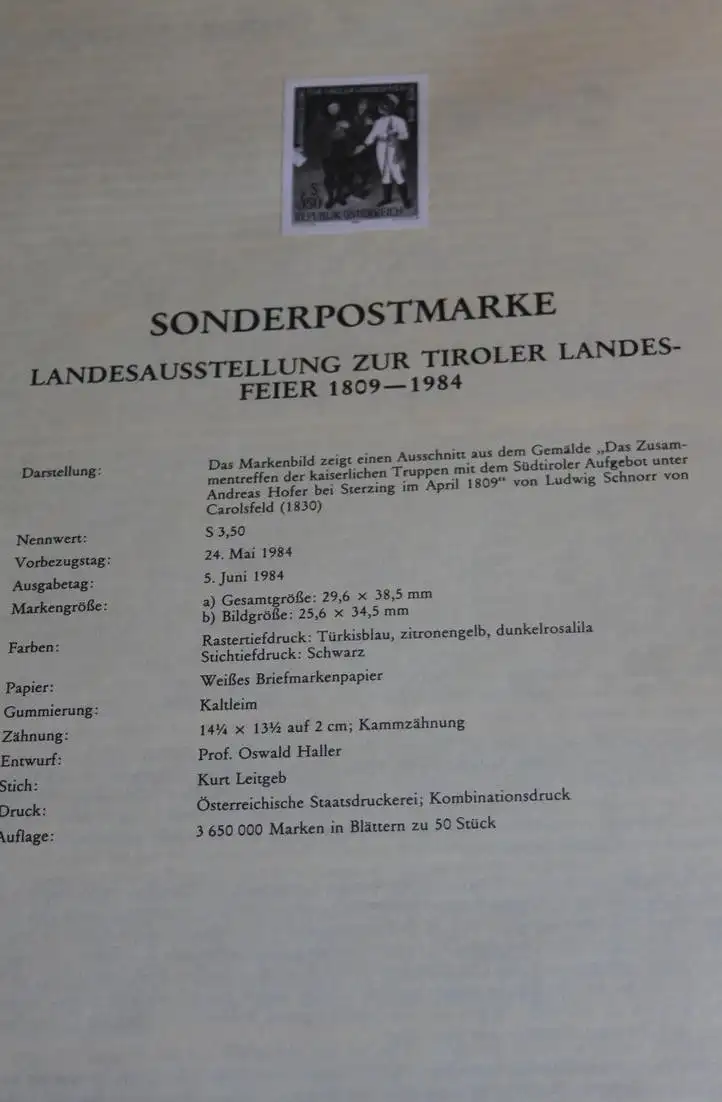 S
3.50
REPUBLIK ÖSTERREICH
SONDERPOSTMARKE
LANDESAUSSTELLUNG ZUR TIROLER LANDES-
FEIER 1809—1984
Darstellung: Das Markenbild zeigt einen Ausschnitt aus dem Gemälde „Das Zusam-
mentreffen der kaiserlichen Truppen mit dem Südtiroler Aufgebot unter
Andreas Hofer bei Sterzing im April 1809“ von Ludwig Schnorr von
Carolsfeld (1830)
Nennwert: S 3,50
Vorbezugstag: 24. Mai 1984
Ausgabetag: 5. Juni 1984
Markengröße: a) Gesamtgröße: 29,6 × 38,5 mm
b) Bildgröße: 25,6 × 34,5 mm
Farben: Rastertiefdruck: Türkisblau, zitronengelb, dunkelrosalila
Stichtiefdruck: Schwarz
Papier: Weißes Briefmarkenpapier
Gummierung: Kaltleim
Zähnung: 14¼ × 13½ auf 2 cm; Kammzähnung
Entwurf: Prof. Oswald Haller
Stich: Kurt Leitgeb
Druck: Österreichische Staatsdruckerei; Kombinationsdruck
Auflage: 3 650 000 Marken in Blättern zu 50 Stück